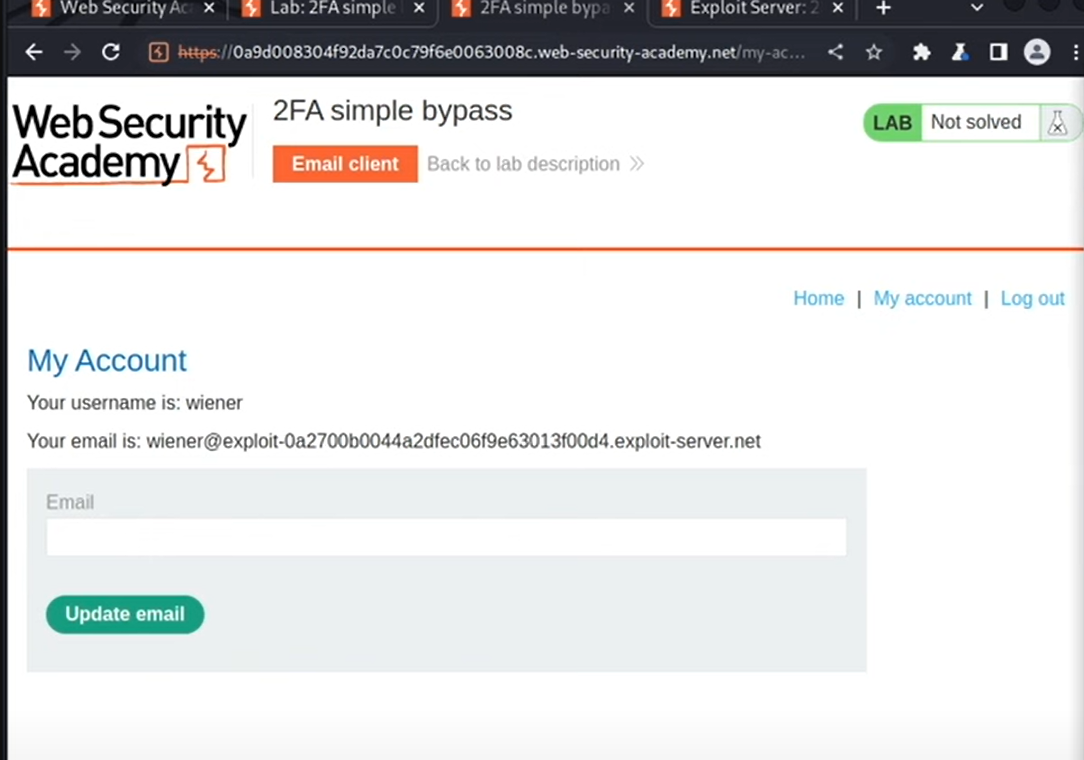 Web Security Ac
Lab: 2FA simple
2FA simple bypa
Exploit Server: 2
https://0a9d008304f92da7c0c79f6e0063008c.web-security-academy.net/my-ac...
WebSecurity
Academy
2FA simple bypass
LAB Not solved
Email client
Back to lab description
Home | My account | Log out
My Account
Your username is: wiener
Your email is: wiener@exploit-0a2700b0044a2dfec06f9e63013f00d4.exploit-server.net
Email
Update email